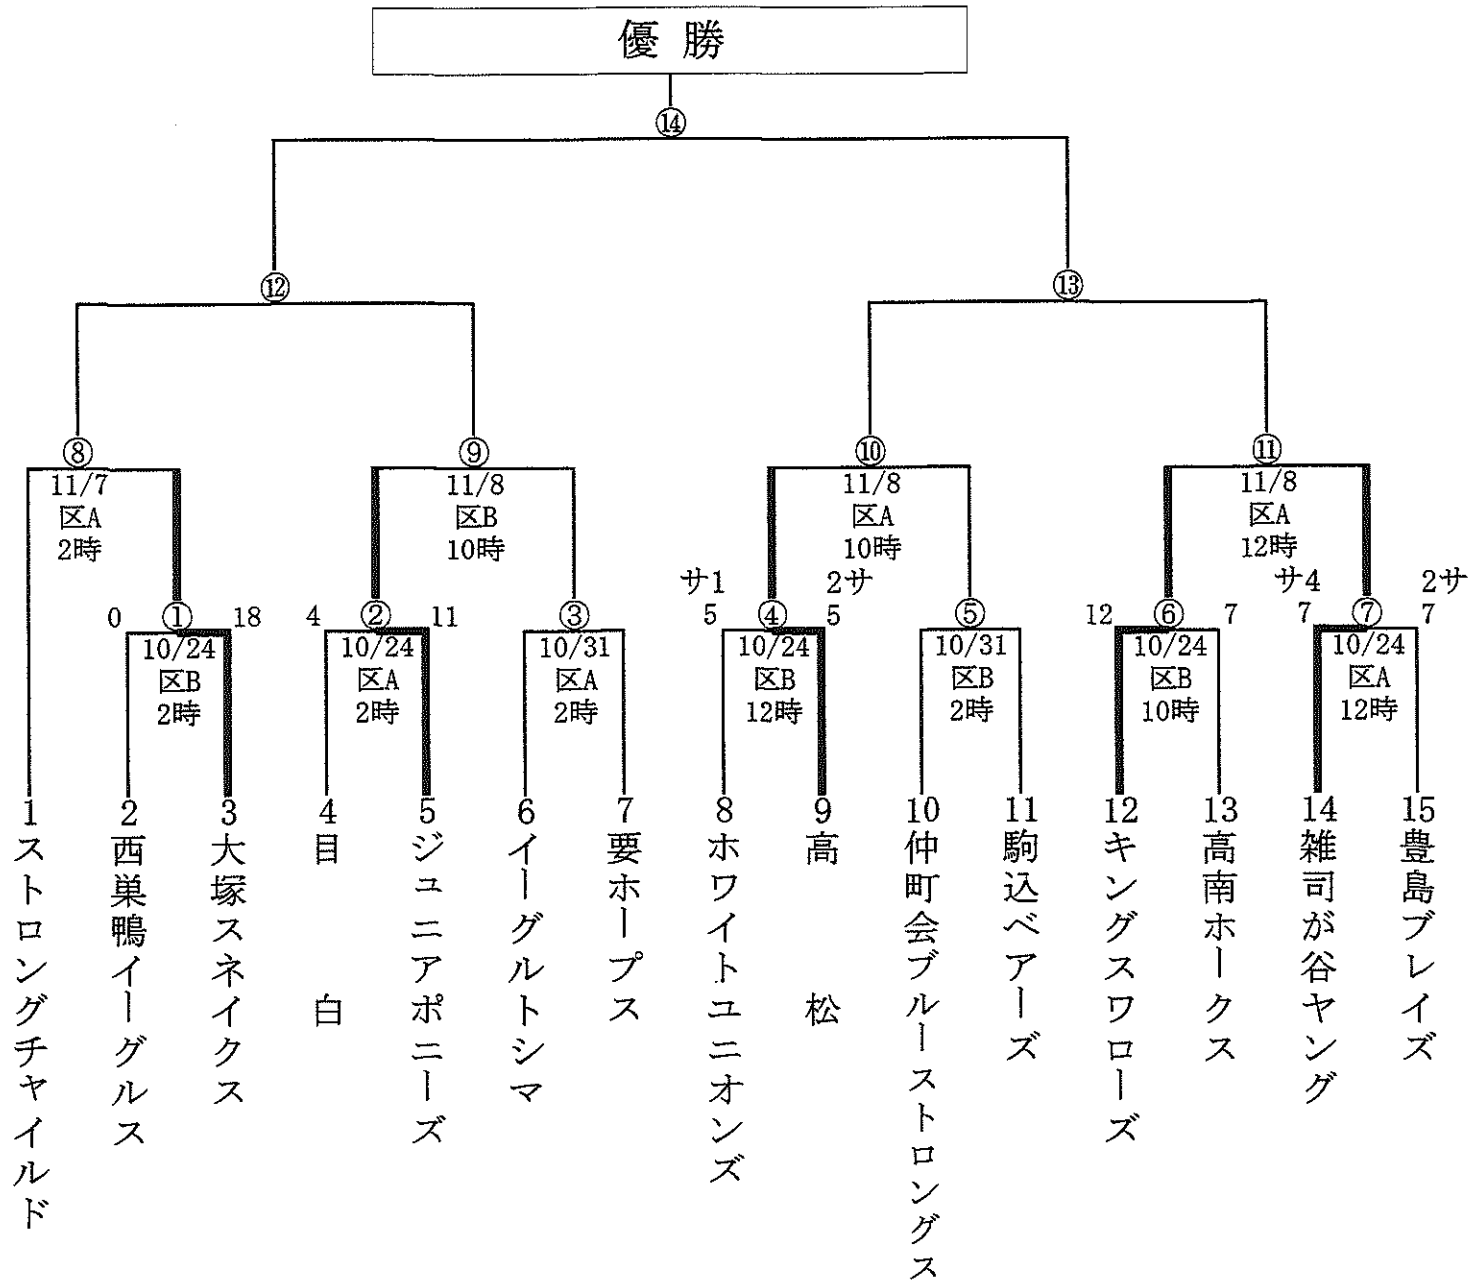 優勝
⑭
⑫
⑬
⑧
11/7
区A
2時
⑨
11/8
区B
10時
⑩
11/8
区A
10時
⑪
11/8
区A
12時
0 ① 18
10/24
区B
2時
4 ② 11
10/24
区A
2時
③
10/31
区A
2時
サ1 2サ
5 ④ 5
10/24
区B
12時
⑤
10/31
区B
2時
12 ⑥ 7
10/24
区B
10時
サ4 2サ
7 ⑦ 7
10/24
区A
12時
1 ストロングチャイルド
2 西巣鴨イーグルス
3 大塚スネイクス
4 目白
5 ジュニアポニーズ
6 イーグルトシマ
7 要ホープス
8 ホワイトユニオンズ
9 高松
10 仲町会ブルーストロングス
11 駒込ベアーズ
12 キングスワローズ
13 高南ホークス
14 雑司が谷ヤング
15 豊島ブレイズ